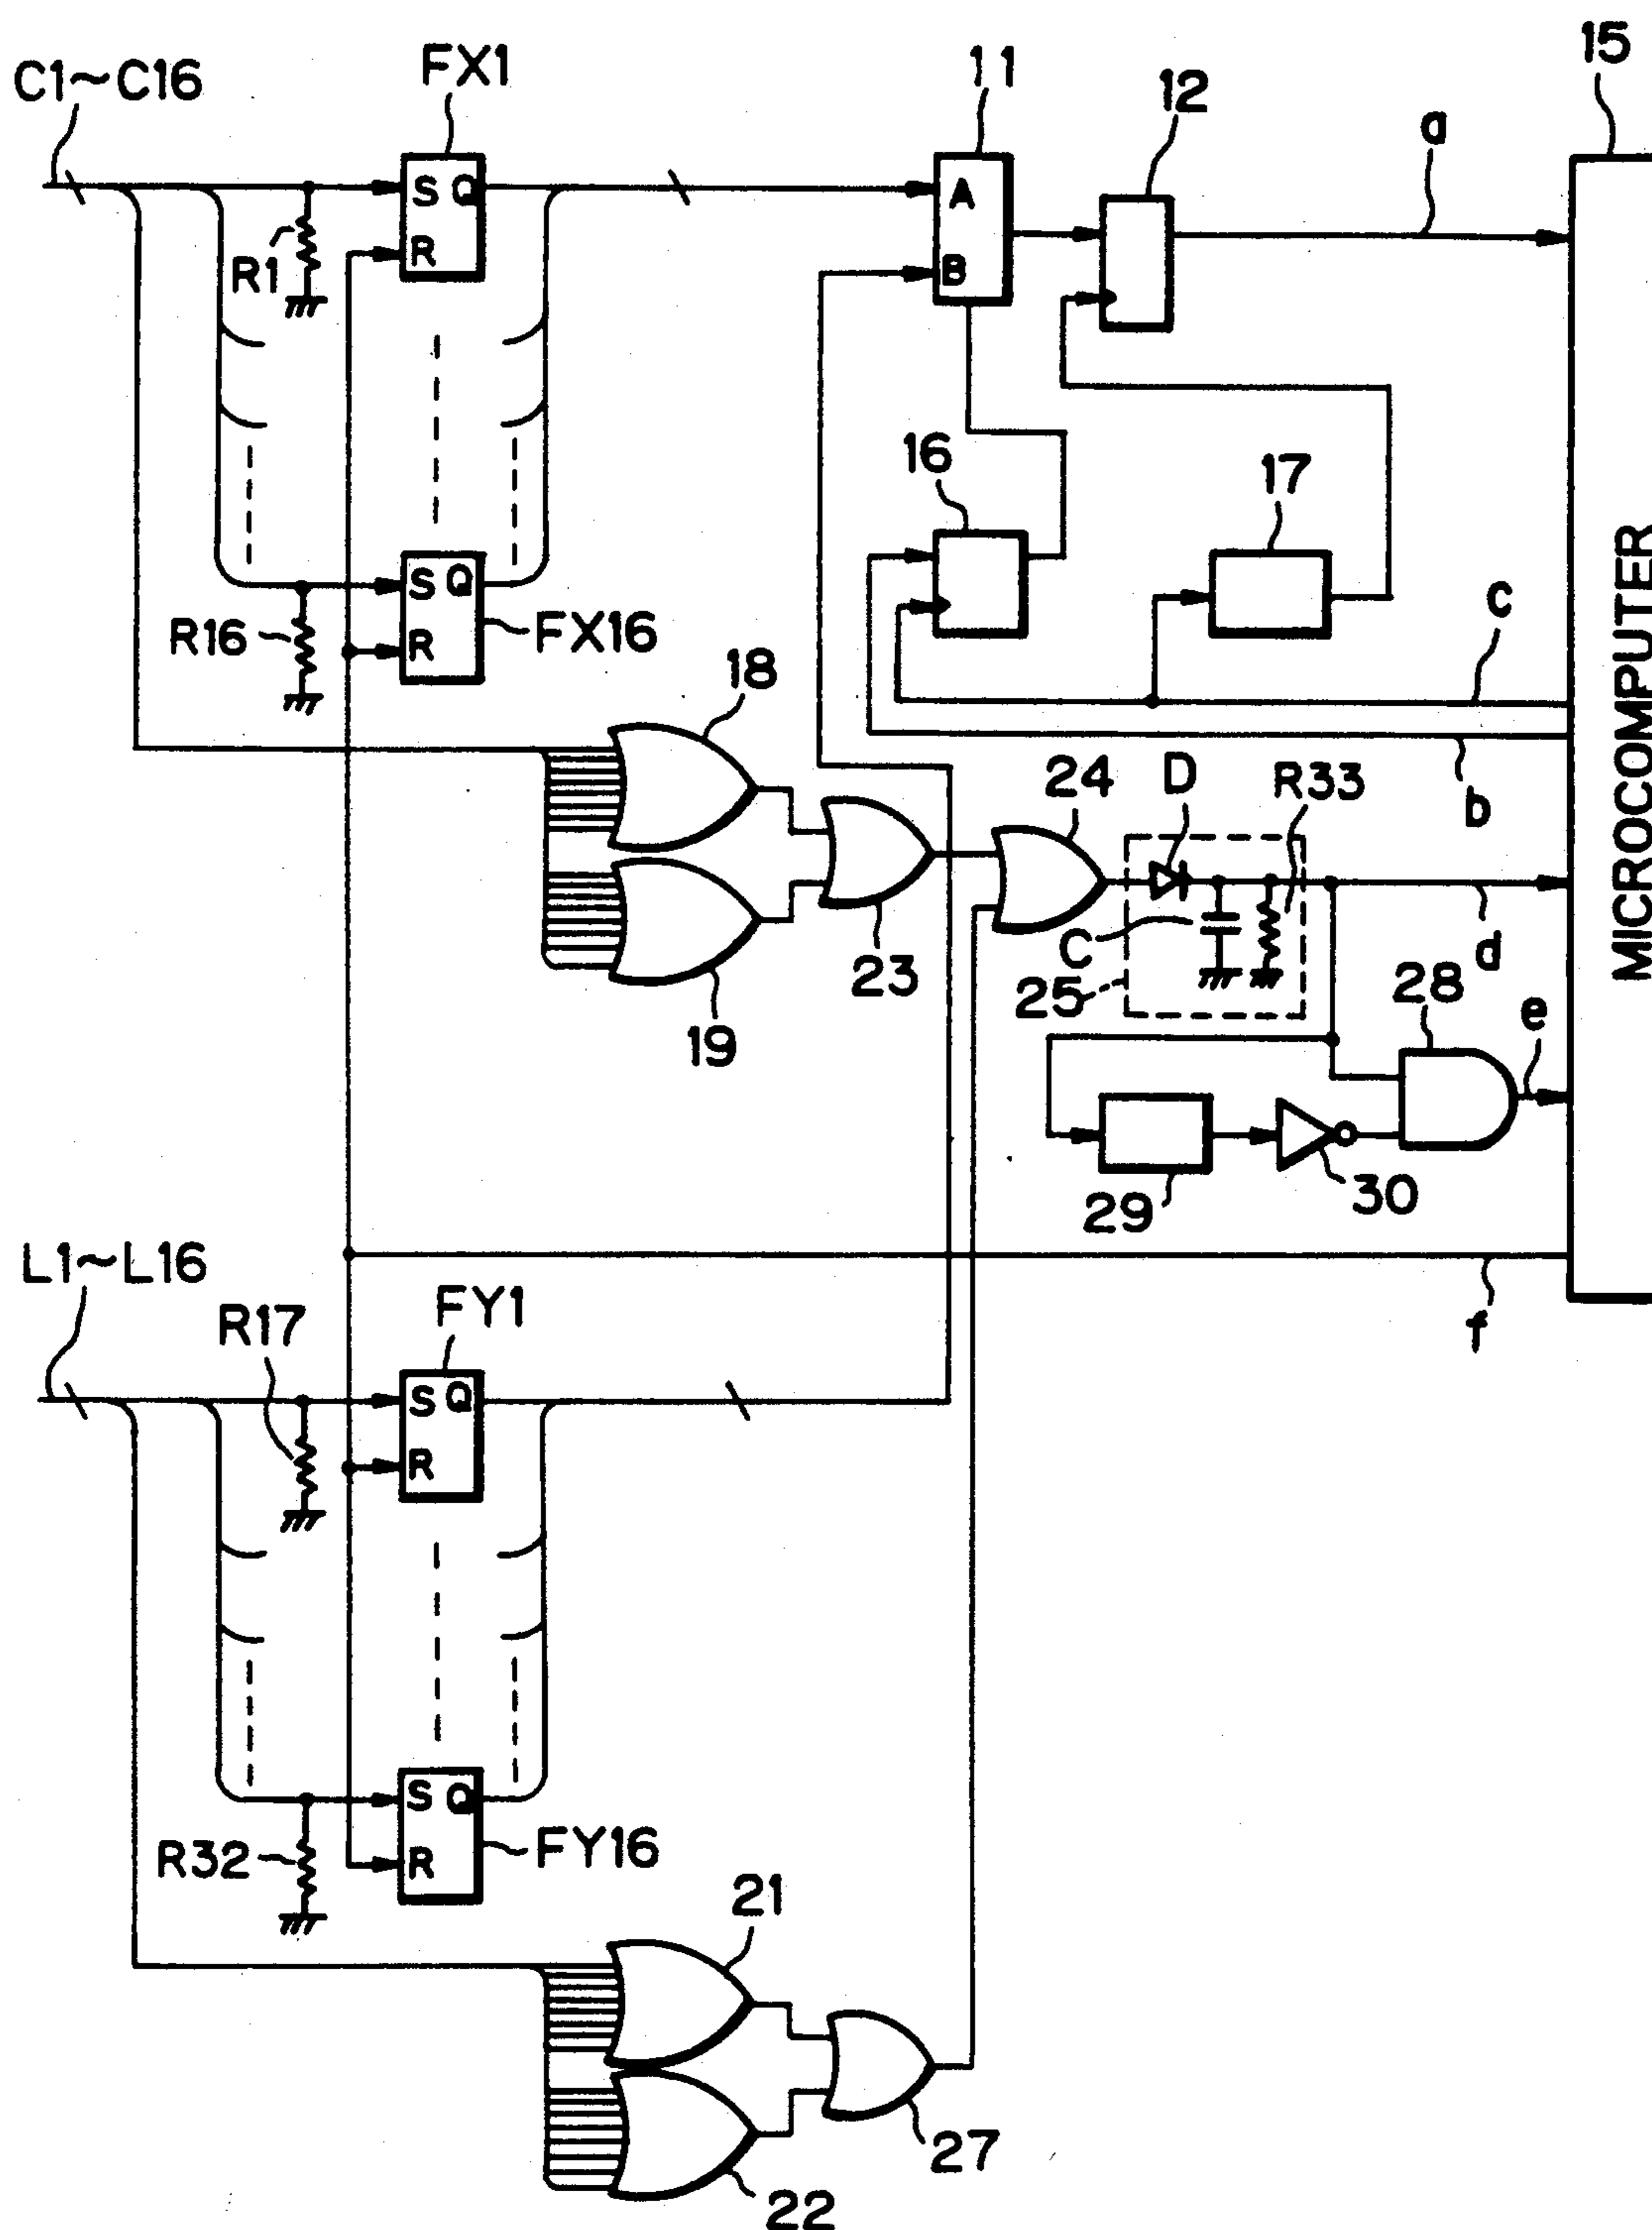 C1~C16
FX1
11
12
15
a
S Q
R
R1
A
B
16
17
c
S Q
R
R16
FX16
18
MICROCOMPUTER
b
24
D
R33
23
C
25
d
28
e
19
29
30
f
L1~L16
R17
FY1
S Q
R
S Q
R
R32
FY16
21
27
22